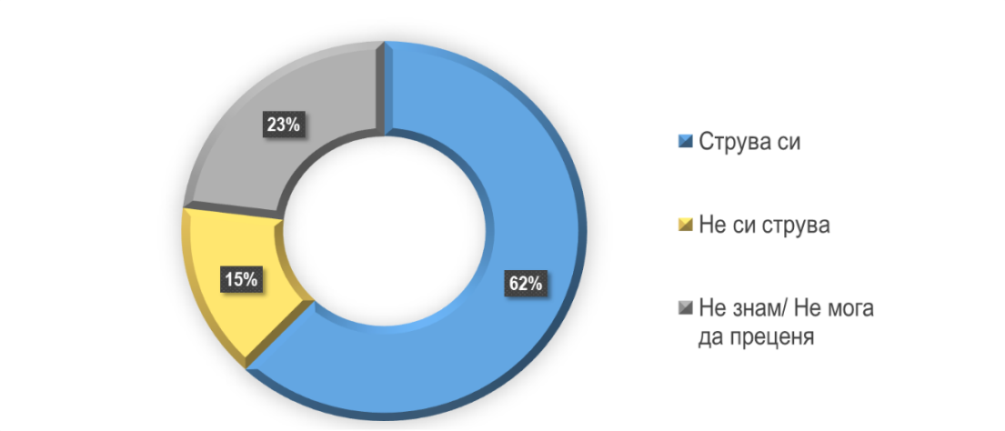 23%
15%
62%
Струва си
Не си струва
Не знам/ Не мога
да преценя